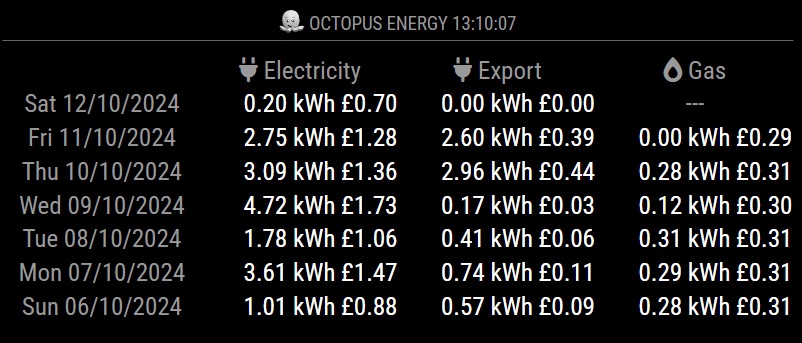 OCTOPUS ENERGY 13:10:07
Electricity Export Gas
Sat 12/10/2024 0.20 kWh £0.70 0.00 kWh £0.00 ---
Fri 11/10/2024 2.75 kWh £1.28 2.60 kWh £0.39 0.00 kWh £0.29
Thu 10/10/2024 3.09 kWh £1.36 2.96 kWh £0.44 0.28 kWh £0.31
Wed 09/10/2024 4.72 kWh £1.73 0.17 kWh £0.03 0.12 kWh £0.30
Tue 08/10/2024 1.78 kWh £1.06 0.41 kWh £0.06 0.31 kWh £0.31
Mon 07/10/2024 3.61 kWh £1.47 0.74 kWh £0.11 0.29 kWh £0.31
Sun 06/10/2024 1.01 kWh £0.88 0.57 kWh £0.09 0.28 kWh £0.31